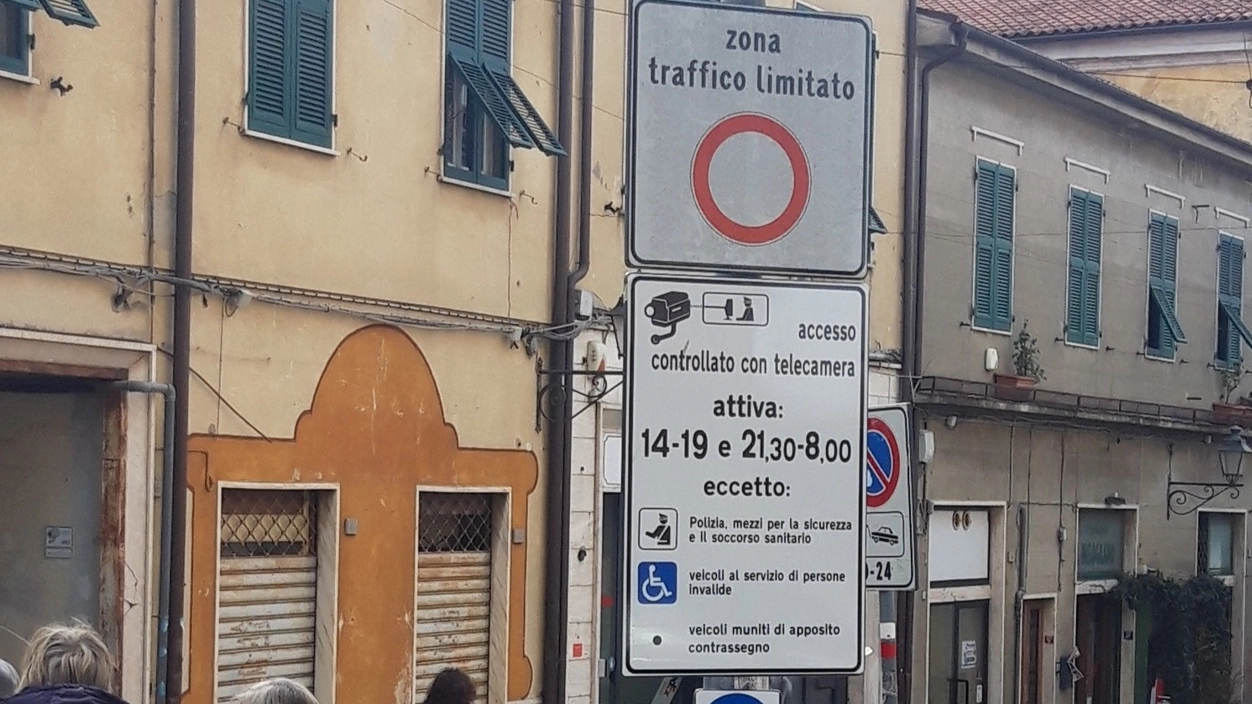 zona
traffico limitato
accesso
controllato con telecamera
attiva:
14-19 e 21,30-8,00
eccetto:
Polizia, mezzi per la sicurezza
e il soccorso sanitario
veicoli al servizio di persone
invalide
veicoli muniti di apposito
contrassegno
-24